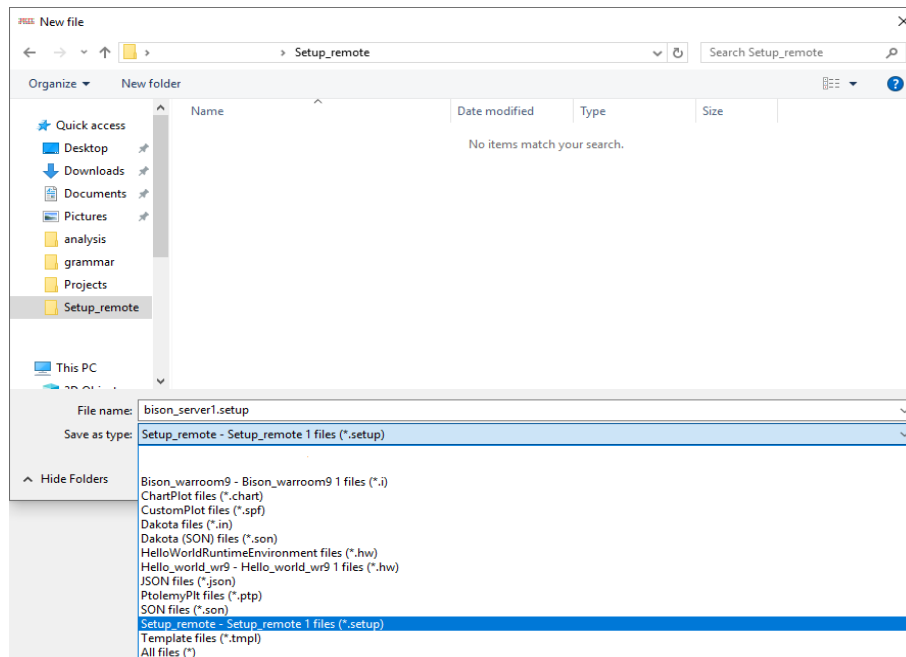 New file
Setup_remote
Search Setup_remote
Organize
New folder
Name
Date modified
Type
Size
No items match your search.
Quick access
Desktop
Downloads
Documents
Pictures
analysis
grammar
Projects
Setup_remote
This PC
File name: bison_server1.setup
Save as type: Setup_remote - Setup_remote 1 files (*.setup)
Hide Folders
Bison_warroom9 - Bison_warroom9 1 files (*.i)
ChartPlot files (*.chart)
CustomPlot files (*.spf)
Dakota files (*.in)
Dakota (SON) files (*.son)
HelloWorldRuntimeEnvironment files (*.hw)
Hello_world_wr9 - Hello_world_wr9 1 files (*.hw)
JSON files (*.json)
PtolemyPlt files (*.ptp)
SON files (*.son)
Setup_remote - Setup_remote 1 files (*.setup)
Template files (*.tmpl)
All files (*)